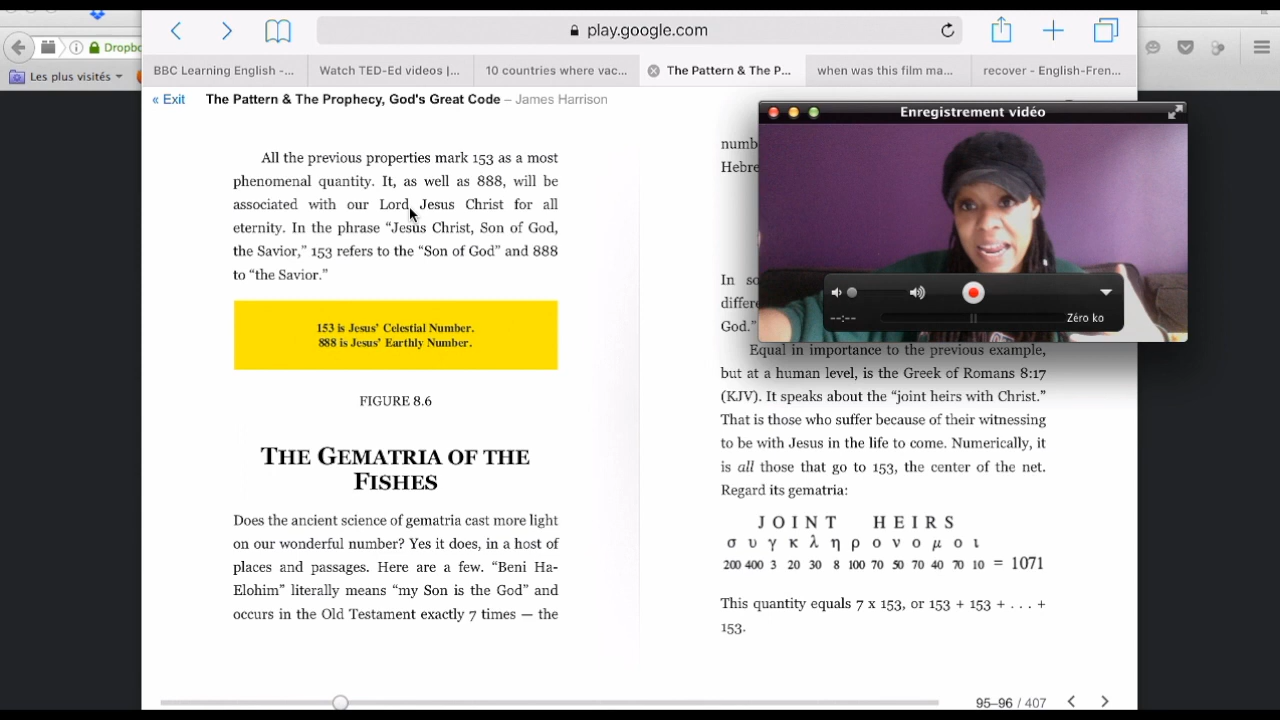 play.google.com
Dropbo
Les plus visités
BBC Learning English -...
Watch TED-Ed videos |...
10 countries where vac...
The Pattern & The P...
when was this film ma...
recover - English-Fren...
« Exit
The Pattern & The Prophecy, God's Great Code – James Harrison
Enregistrement vidéo
--:--
Zéro ko
All the previous properties mark 153 as a most
phenomenal quantity. It, as well as 888, will be
associated with our Lord Jesus Christ for all
eternity. In the phrase “Jesus Christ, Son of God,
the Savior,” 153 refers to the “Son of God” and 888
to “the Savior.”
153 is Jesus’ Celestial Number.
888 is Jesus’ Earthly Number.
FIGURE 8.6
THE GEMATRIA OF THE
FISHES
Does the ancient science of gematria cast more light
on our wonderful number? Yes it does, in a host of
places and passages. Here are a few. “Beni Ha-
Elohim” literally means “my Son is the God” and
occurs in the Old Testament exactly 7 times — the
numb
Hebre
In so
differe
God.”
Equal in importance to the previous example,
but at a human level, is the Greek of Romans 8:17
(KJV). It speaks about the “joint heirs with Christ.”
That is those who suffer because of their witnessing
to be with Jesus in the life to come. Numerically, it
is all those that go to 153, the center of the net.
Regard its gematria:
JOINT HEIRS
σ υ γ κ λ η ρ ο ν ο μ ο ι
200 400 3 20 30 8 100 70 50 70 40 70 10 = 1071
This quantity equals 7 x 153, or 153 + 153 + . . . +
153.
95–96 / 407